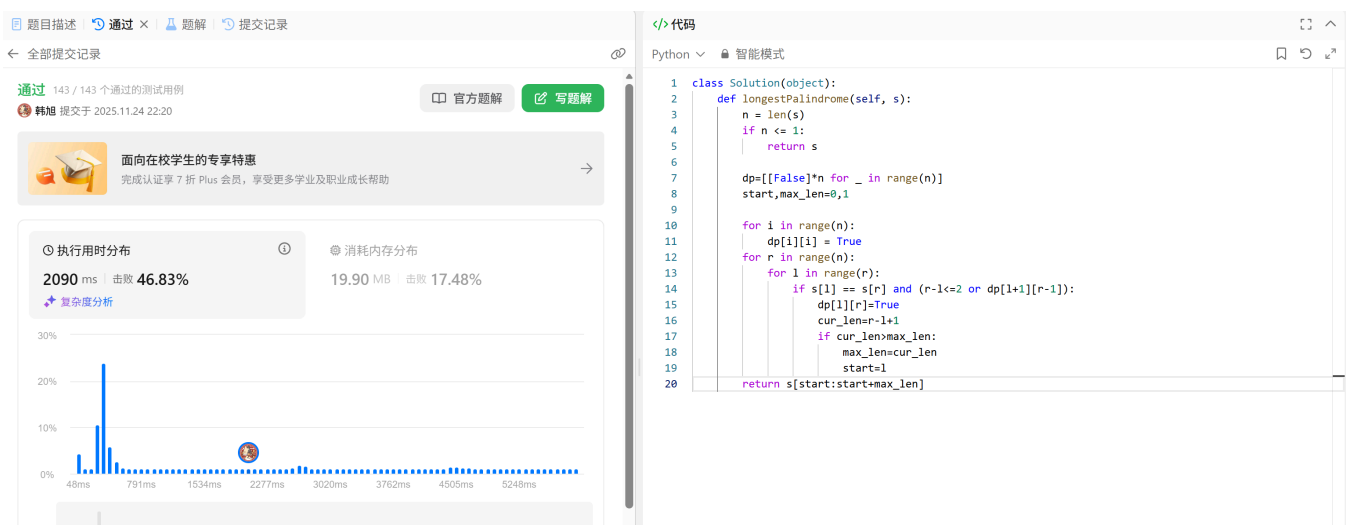 题目描述 通过 × 题解 提交记录
全部提交记录
通过 143 / 143 个通过的测试用例
韩旭 提交于 2025.11.24 22:20
官方题解
写题解
面向在校学生的专享特惠
完成认证享 7 折 Plus 会员，享受更多学业及职业成长帮助
执行用时分布
2090 ms 击败 46.83%
复杂度分析
消耗内存分布
19.90 MB 击败 17.48%
30%
20%
10%
0%
48ms 791ms 1534ms 2277ms 3020ms 3762ms 4505ms 5248ms
</> 代码
Python 智能模式
1 class Solution(object):
2     def longestPalindrome(self, s):
3         n = len(s)
4         if n <= 1:
5             return s
6
7         dp=[[False]*n for _ in range(n)]
8         start,max_len=0,1
9
10         for i in range(n):
11             dp[i][i] = True
12         for r in range(n):
13             for l in range(r):
14                 if s[l] == s[r] and (r-l<=2 or dp[l+1][r-1]):
15                     dp[l][r]=True
16                     cur_len=r-l+1
17                     if cur_len>max_len:
18                         max_len=cur_len
19                         start=l
20         return s[start:start+max_len]